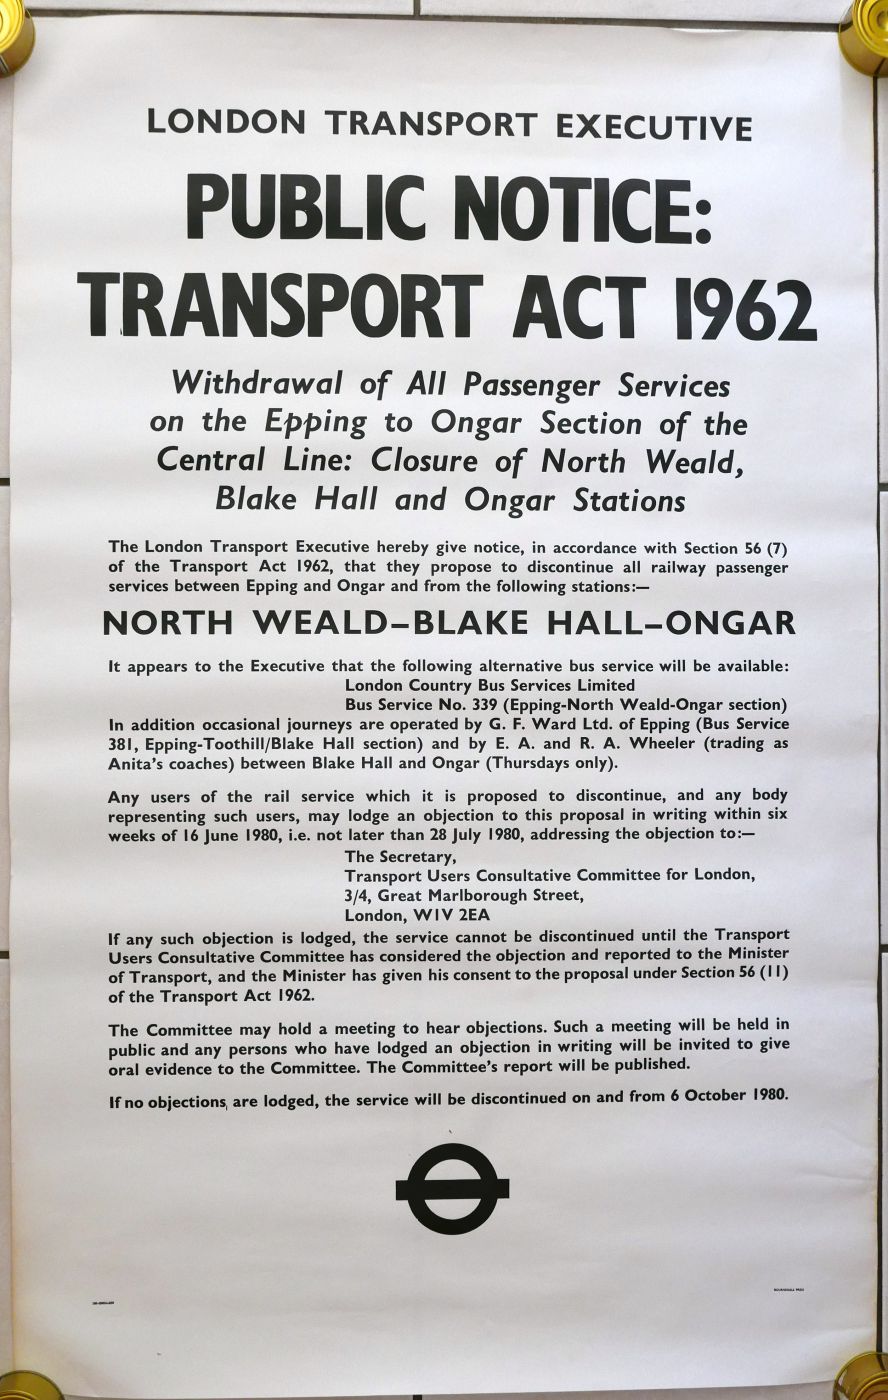 LONDON TRANSPORT EXECUTIVE
PUBLIC NOTICE:
TRANSPORT ACT 1962
Withdrawal of All Passenger Services
on the Epping to Ongar Section of the
Central Line: Closure of North Weald,
Blake Hall and Ongar Stations
The London Transport Executive hereby give notice, in accordance with Section 56 (7)
of the Transport Act 1962, that they propose to discontinue all railway passenger
services between Epping and Ongar and from the following stations:—
NORTH WEALD–BLAKE HALL–ONGAR
It appears to the Executive that the following alternative bus service will be available:
London Country Bus Services Limited
Bus Service No. 339 (Epping-North Weald-Ongar section)
In addition occasional journeys are operated by G. F. Ward Ltd. of Epping (Bus Service
381, Epping-Toothill/Blake Hall section) and by E. A. and R. A. Wheeler (trading as
Anita's coaches) between Blake Hall and Ongar (Thursdays only).
Any users of the rail service which it is proposed to discontinue, and any body
representing such users, may lodge an objection to this proposal in writing within six
weeks of 16 June 1980, i.e. not later than 28 July 1980, addressing the objection to:—
The Secretary,
Transport Users Consultative Committee for London,
3/4, Great Marlborough Street,
London, W1V 2EA
If any such objection is lodged, the service cannot be discontinued until the Transport
Users Consultative Committee has considered the objection and reported to the Minister
of Transport, and the Minister has given his consent to the proposal under Section 56 (11)
of the Transport Act 1962.
The Committee may hold a meeting to hear objections. Such a meeting will be held in
public and any persons who have lodged an objection in writing will be invited to give
oral evidence to the Committee. The Committee's report will be published.
If no objections are lodged, the service will be discontinued on and from 6 October 1980.